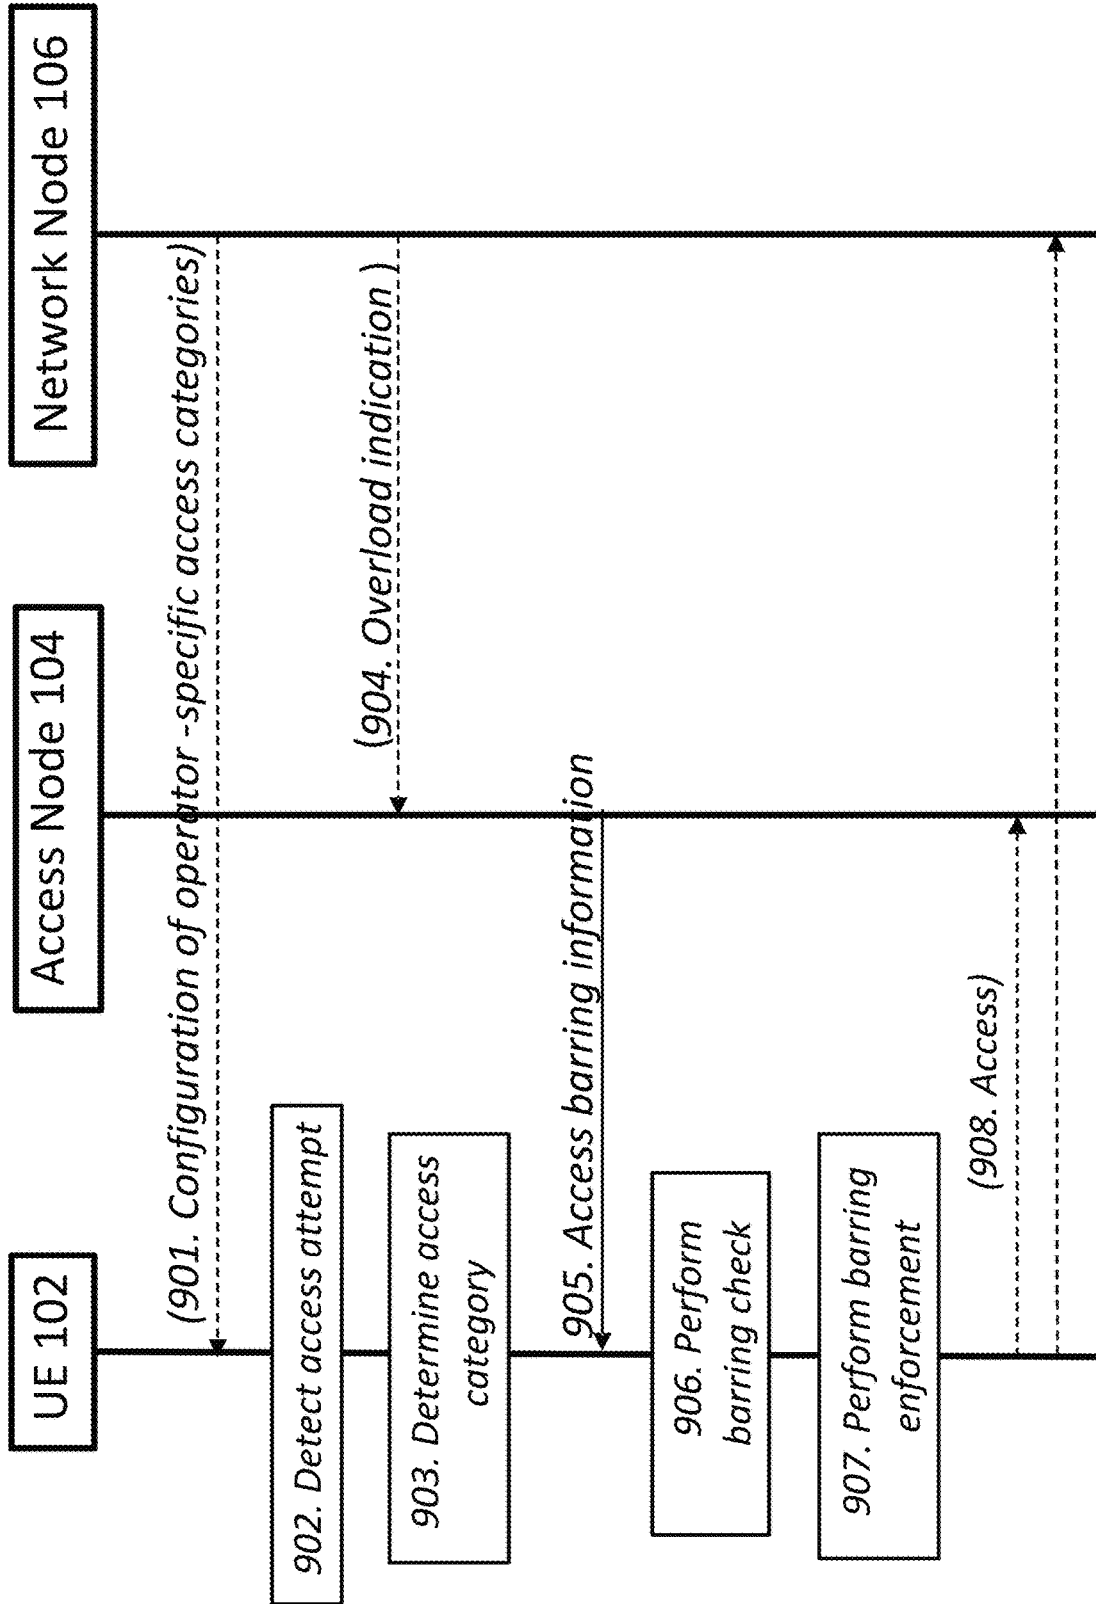 UE 102
Access Node 104
Network Node 106
(901. Configuration of operator -specific access categories)
902. Detect access attempt
903. Determine access
category
(904. Overload indication )
905. Access barring information
906. Perform
barring check
907. Perform barring
enforcement
(908. Access)